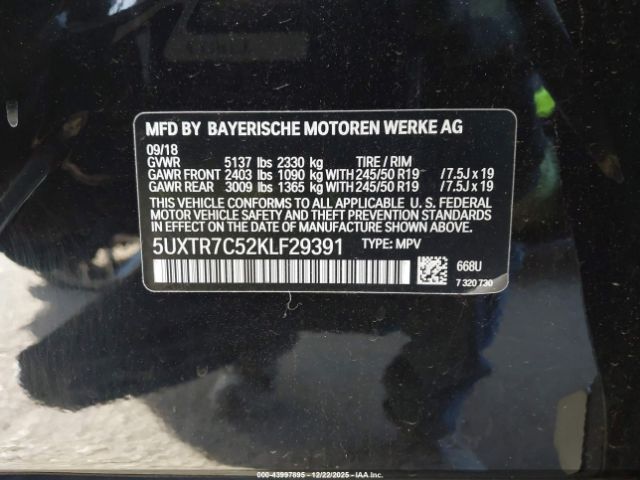 MFD BY BAYERISCHE MOTOREN WERKE AG
09/18
GVWR 5137 lbs 2330 kg TIRE / RIM
GAWR FRONT 2403 lbs 1090 kg WITH 245/50 R19 / 7.5J x 19
GAWR REAR 3009 lbs 1365 kg WITH 245/50 R19 / 7.5J x 19
THIS VEHICLE CONFORMS TO ALL APPLICABLE U. S. FEDERAL
MOTOR VEHICLE SAFETY, BUMPER, AND
THEFT PREVENTION STANDARDS
IN EFFECT ON THE DATE OF MANUFACTURE SHOWN ABOVE.
5UXTR7C52KLF29391 TYPE: MPV
668U
7 320 730
000-43997895 - 12/22/2025 - IAAI Inc.